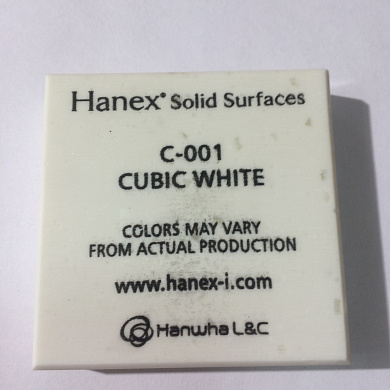 Hanex® Solid Surfaces
C-001
CUBIC WHITE
COLORS MAY VARY
FROM ACTUAL PRODUCTION
www.hanex-i.com
Hanwha L&C